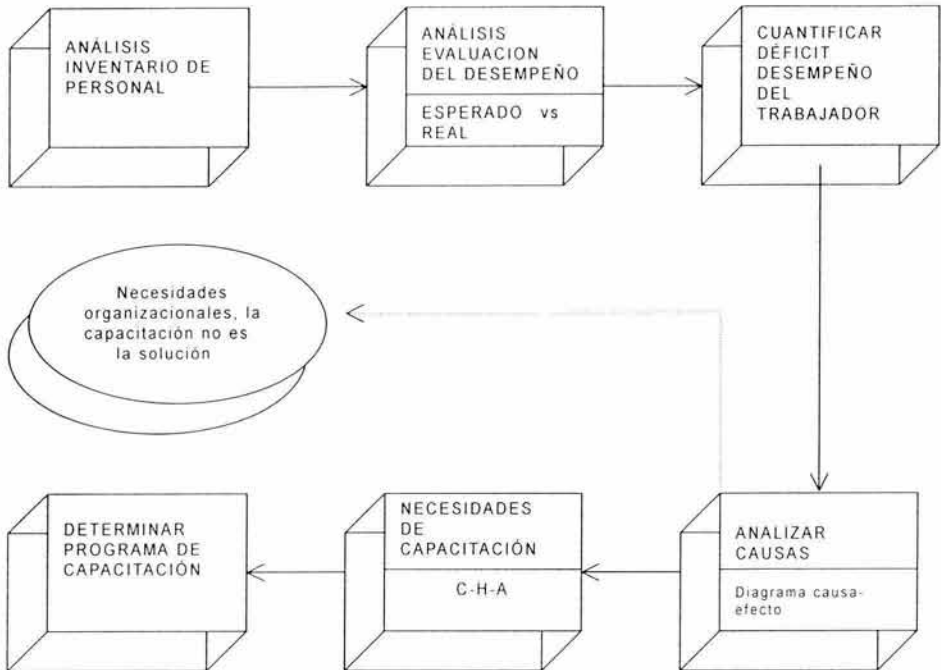 ANÁLISIS
INVENTARIO DE
PERSONAL
ANÁLISIS
EVALUACION
DEL DESEMPEÑO
ESPERADO vs
REAL
CUANTIFICAR
DÉFICIT
DESEMPEÑO
DEL
TRABAJADOR
Necesidades
organizacionales, la
capacitación no es
la solución
ANALIZAR
CAUSAS
Diagrama causa-
efecto
NECESIDADES
DE
CAPACITACIÓN
C-H-A
DETERMINAR
PROGRAMA DE
CAPACITACIÓN